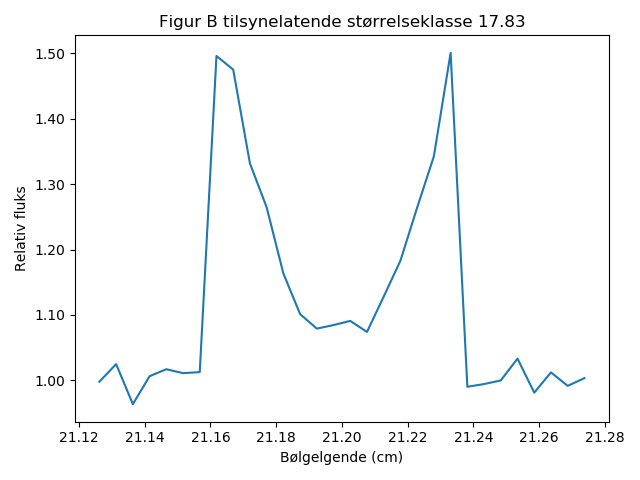 Figur B tilsynelatende størrelseklasse 17.83
1.50
1.40
1.30
1.20
1.10
1.00
Relativ fluks
21.12 21.14 21.16 21.18 21.20 21.22 21.24 21.26 21.28
Bølgelgende (cm)